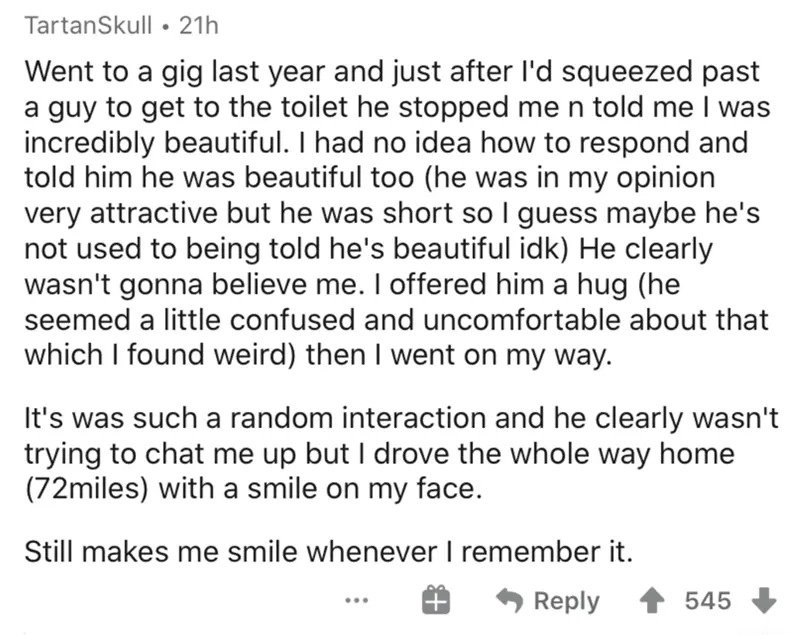 TartanSkull • 21h
Went to a gig last year and just after I'd squeezed past
a guy to get to the toilet he stopped me n told me I was
incredibly beautiful. I had no idea how to respond and
told him he was beautiful too (he was in my opinion
very attractive but he was short so I guess maybe he's
not used to being told he's beautiful idk) He clearly
wasn't gonna believe me. I offered him a hug (he
seemed a little confused and uncomfortable about that
which I found weird) then I went on my way.
It's was such a random interaction and he clearly wasn't
trying to chat me up but I drove the whole way home
(72miles) with a smile on my face.
Still makes me smile whenever I remember it.
... Reply 545